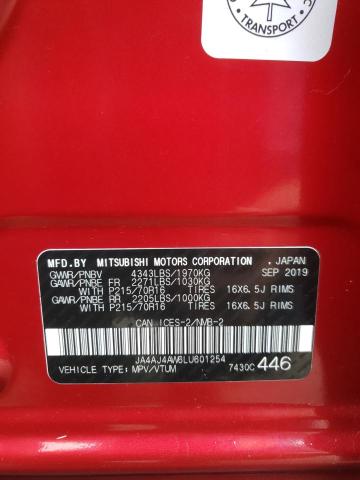 TRANSPORT
MFD.BY MITSUBISHI MOTORS CORPORATION , JAPAN
GVWR/PNBV 4343LBS/1970KG SEP 2019
GAWR/PNBE FR 2271LBS/1030KG
WITH P215/70R16 TIRES 16X6.5J RIMS
GAWR/PNBE RR 2205LBS/1000KG
WITH P215/70R16 TIRES 16X6.5J RIMS
CAN ICES-2/NMB-2
JA4AJ4AW8LU601254
VEHICLE TYPE: MPV/VTUM 7430C 446